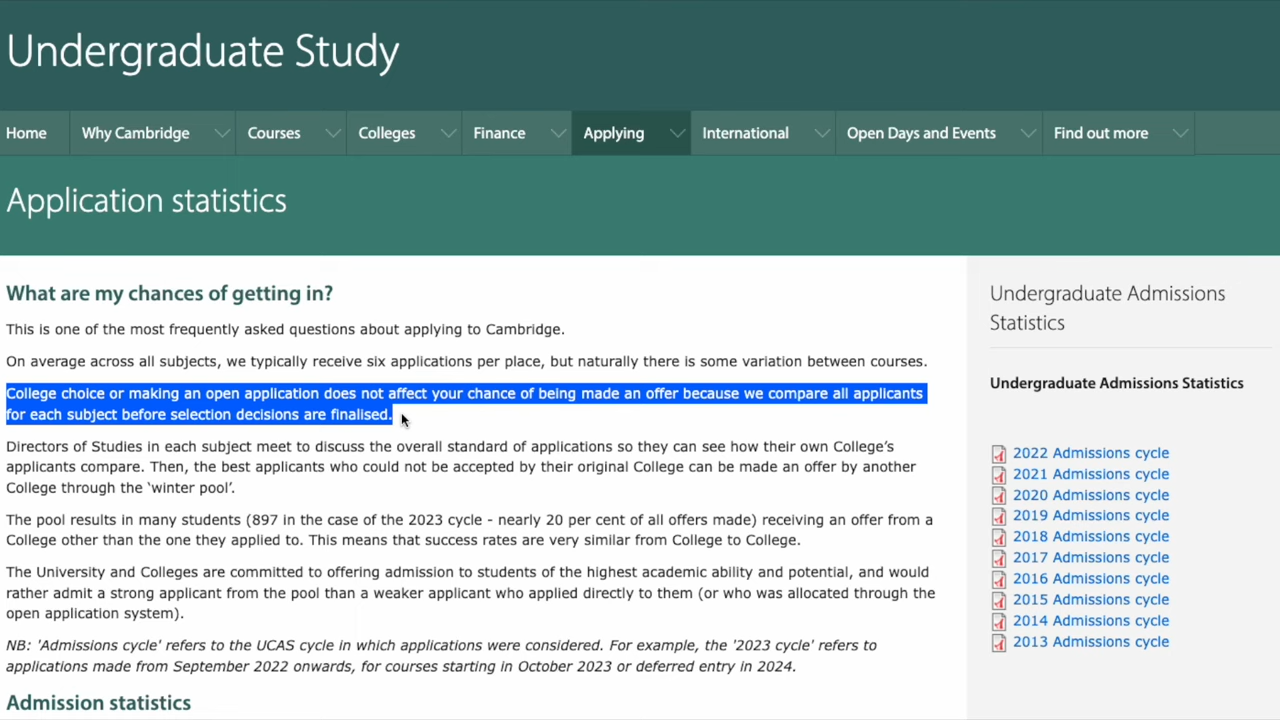 Undergraduate Study
Home
Why Cambridge
Courses
Colleges
Finance
Applying
International
Open Days and Events
Find out more
Application statistics
What are my chances of getting in?
This is one of the most frequently asked questions about applying to Cambridge.
On average across all subjects, we typically receive six applications per place, but naturally there is some variation between courses.
College choice or making an open application does not affect your chance of being made an offer because we compare all applicants
for each subject before selection decisions are finalised.
Directors of Studies in each subject meet to discuss the overall standard of applications so they can see how their own College's
applicants compare. Then, the best applicants who could not be accepted by their original College can be made an offer by another
College through the ‘winter pool’.
The pool results in many students (897 in the case of the 2023 cycle - nearly 20 per cent of all offers made) receiving an offer from a
College other than the one they applied to. This means that success rates are very similar from College to College.
The University and Colleges are committed to offering admission to students of the highest academic ability and potential, and would
rather admit a strong applicant from the pool than a weaker applicant who applied directly to them (or who was allocated through the
open application system).
NB: 'Admissions cycle' refers to the UCAS cycle in which applications were considered. For example, the '2023 cycle' refers to
applications made from September 2022 onwards, for courses starting in October 2023 or deferred entry in 2024.
Admission statistics
Undergraduate Admissions
Statistics
Undergraduate Admissions Statistics
2022 Admissions cycle
2021 Admissions cycle
2020 Admissions cycle
2019 Admissions cycle
2018 Admissions cycle
2017 Admissions cycle
2016 Admissions cycle
2015 Admissions cycle
2014 Admissions cycle
2013 Admissions cycle